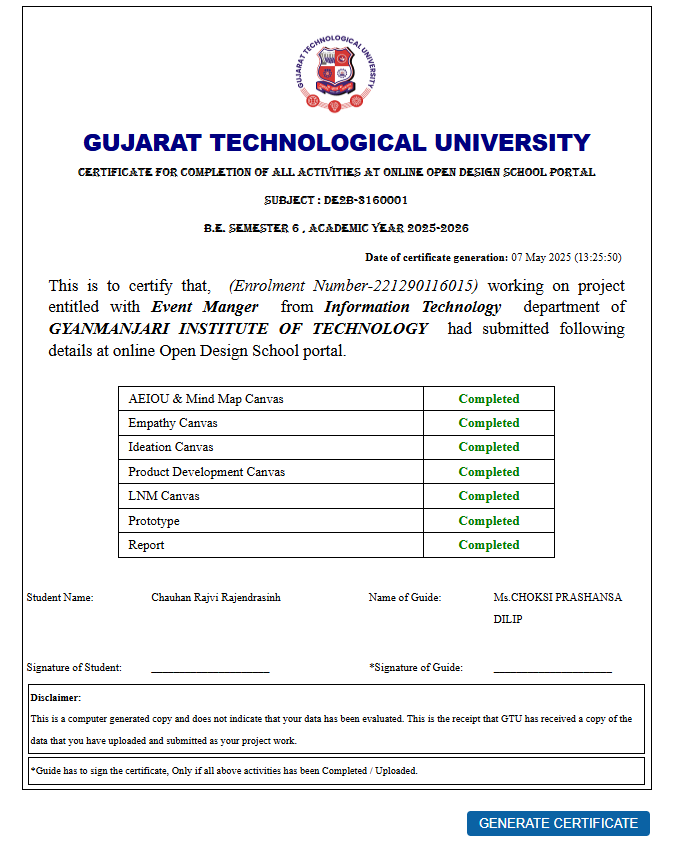 GUJARAT TECHNOLOGICAL UNIVERSITY
GUJARAT TECHNOLOGICAL UNIVERSITY
CERTIFICATE FOR COMPLETION OF ALL ACTIVITIES AT ONLINE OPEN DESIGN SCHOOL PORTAL
SUBJECT : DE2B-3160001
B.E. SEMESTER 6 , ACADEMIC YEAR 2025-2026
Date of certificate generation: 07 May 2025 (13:25:50)
This is to certify that, (Enrolment Number-221290116015) working on project
entitled with Event Manger from Information Technology department of
GYANMANJARI INSTITUTE OF TECHNOLOGY had submitted following
details at online Open Design School portal.
AEIOU & Mind Map Canvas Completed
Empathy Canvas Completed
Ideation Canvas Completed
Product Development Canvas Completed
LNM Canvas Completed
Prototype Completed
Report Completed
Student Name: Chauhan Rajvi Rajendrasinh Name of Guide: Ms.CHOKSI PRASHANSA
DILIP
Signature of Student: ____________________ *Signature of Guide: ____________________
Disclaimer:
This is a computer generated copy and does not indicate that your data has been evaluated. This is the receipt that GTU has received a copy of the
data that you have uploaded and submitted as your project work.
*Guide has to sign the certificate, Only if all above activities has been Completed / Uploaded.
GENERATE CERTIFICATE